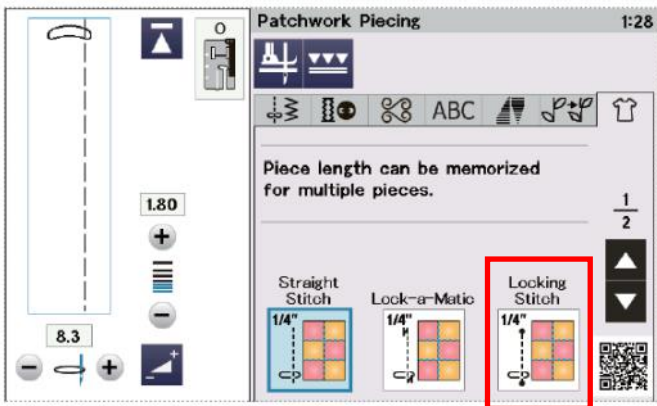 O
1.80
8.3
Patchwork Piecing 1:28
ABC
Piece length can be memorized
for multiple pieces.
1
2
Straight
Stitch
Lock-a-Matic
Locking
Stitch
1/4"
1/4"
1/4"